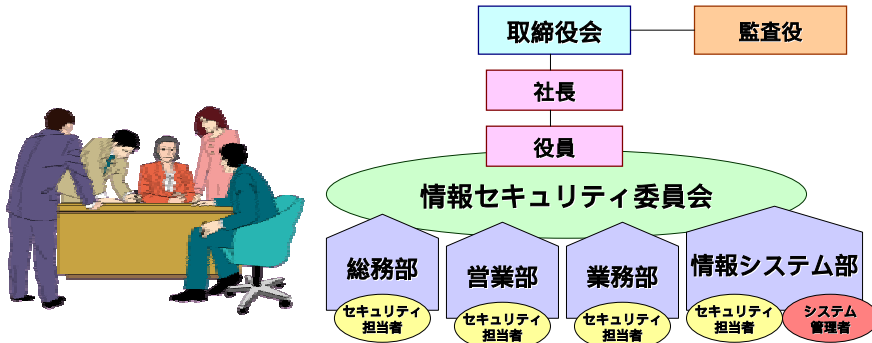 取締役会
監査役
社長
役員
情報セキュリティ委員会
総務部
営業部
業務部
情報システム部
セキュリティ
担当者
セキュリティ
担当者
セキュリティ
担当者
セキュリティ
担当者
システム
管理者